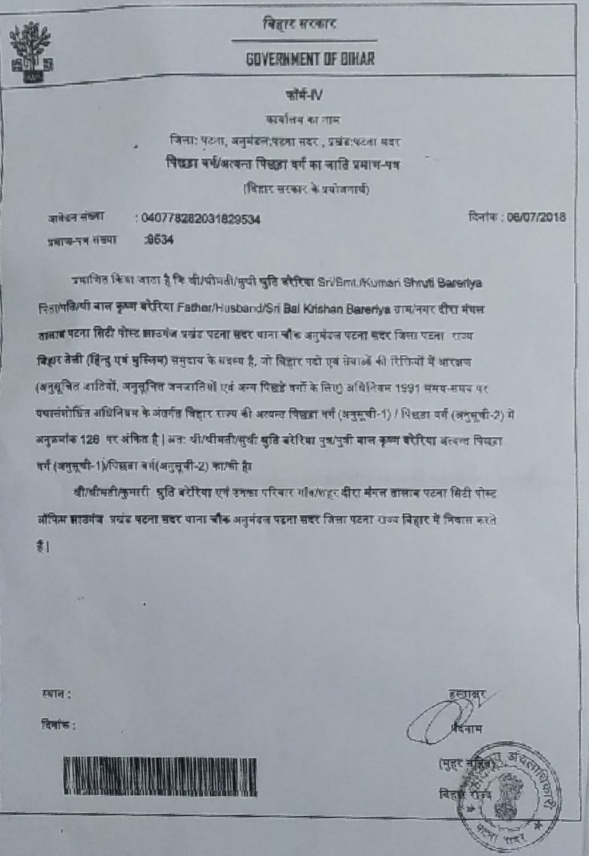 बिहार सरकार
GOVERNMENT OF BIHAR
फॉर्म-IV
कार्यालय का नाम
जिला: पटना, अनुमंडल:पटना सदर , प्रखंड:पटना सदर
पिछड़ा वर्ग/अत्यन्त पिछड़ा वर्ग का जाति प्रमाण-पत्र
(बिहार सरकार के प्रयोजनार्थ)
आवेदन संख्या : 040778282031829534 दिनांक : 06/07/2018
प्रमाण-पत्र संख्या :9534
प्रमाणित किया जाता है कि श्री/श्रीमती/सुश्री श्रुति बरेरिया Sri/Smt./Kumari Shruti Bareriya
पिता/पति/श्री बाल कृष्ण बरेरिया Father/Husband/Sri Bal Krishan Bareriya ग्राम/नगर दीरा मंगल
तालाब पटना सिटी पोस्ट झाउगंज प्रखंड पटना सदर थाना चौक अनुमंडल पटना सदर जिला पटना राज्य
बिहार तेली (हिन्दु एवं मुस्लिम) समुदाय के सदस्य है, जो बिहार पदों एवं सेवाओं की रिक्तियों में आरक्षण
(अनुसूचित जातियों, अनुसूचित जनजातियों एवं अन्य पिछड़े वर्गों के लिए) अधिनियम 1991 समय-समय पर
यथासंशोधित अधिनियम के अंतर्गत बिहार राज्य की अत्यन्त पिछड़ा वर्ग (अनुसूची-1) / पिछड़ा वर्ग (अनुसूची-2) में
अनुक्रमांक 126 पर अंकित है | अत: श्री/श्रीमती/सुश्री श्रुति बरेरिया पुत्र/पुत्री बाल कृष्ण बरेरिया अत्यन्त पिछड़ा
वर्ग (अनुसूची-1)/पिछड़ा वर्ग(अनुसूची-2) का/की है।
श्री/श्रीमती/कुमारी श्रुति बरेरिया एवं उनका परिवार गाँव/शहर दीरा मंगल तालाब पटना सिटी पोस्ट
ऑफिस झाउगंज प्रखंड पटना सदर थाना चौक अनुमंडल पटना सदर जिला पटना राज्य बिहार में निवास करते
हैं |
स्थान : हस्ताक्षर
दिनांक : पदनाम
(मुहर सहित)
बिहार राज्य
अंचलाधिकारी
पटना सदर